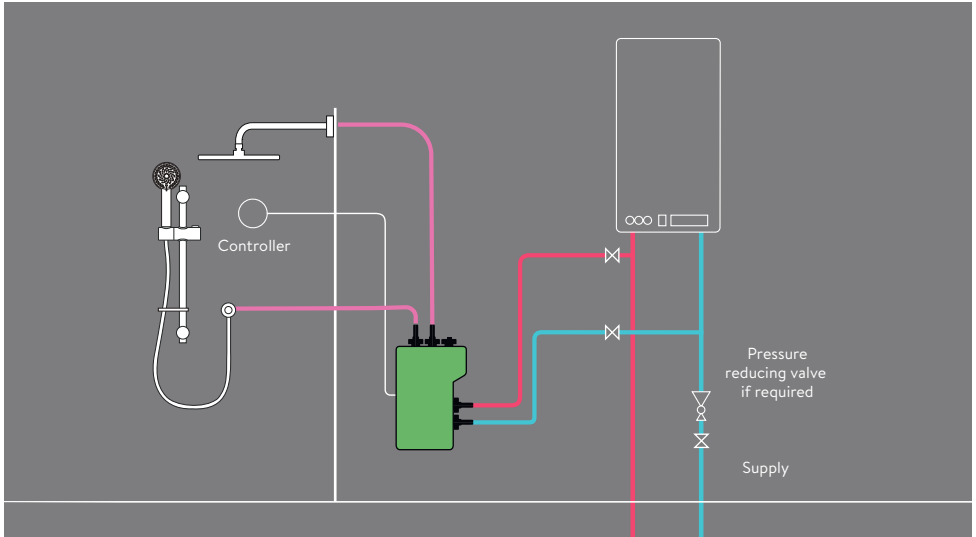 Controller
Pressure
reducing valve
if required
Supply